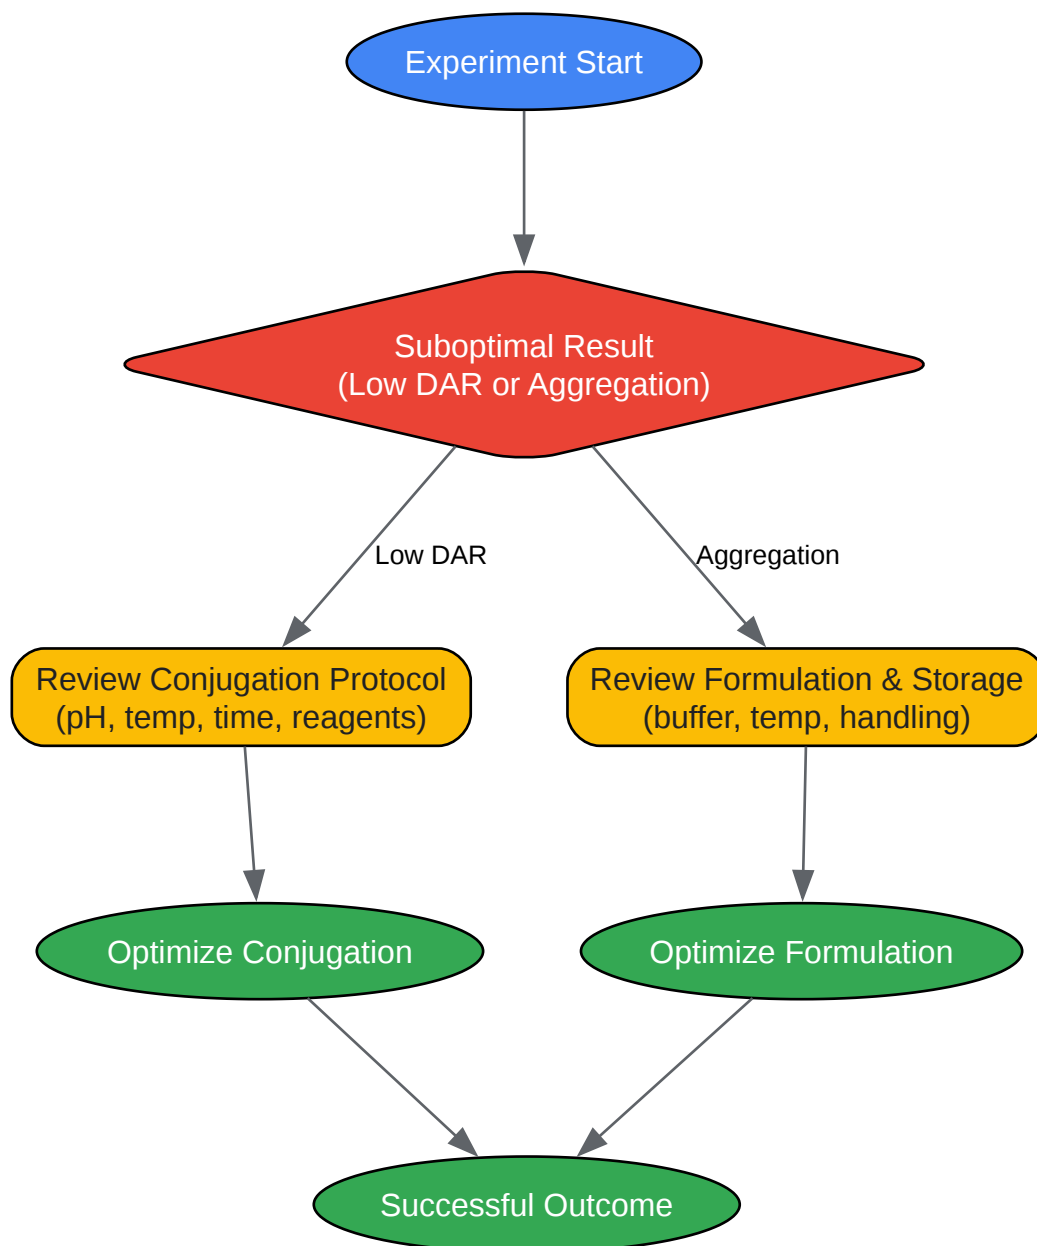 Experiment Start
Suboptimal Result
(Low DAR or Aggregation)
Low DAR
Aggregation
Review Conjugation Protocol
(pH, temp, time, reagents)
Review Formulation & Storage
(buffer, temp, handling)
Optimize Conjugation
Optimize Formulation
Successful Outcome